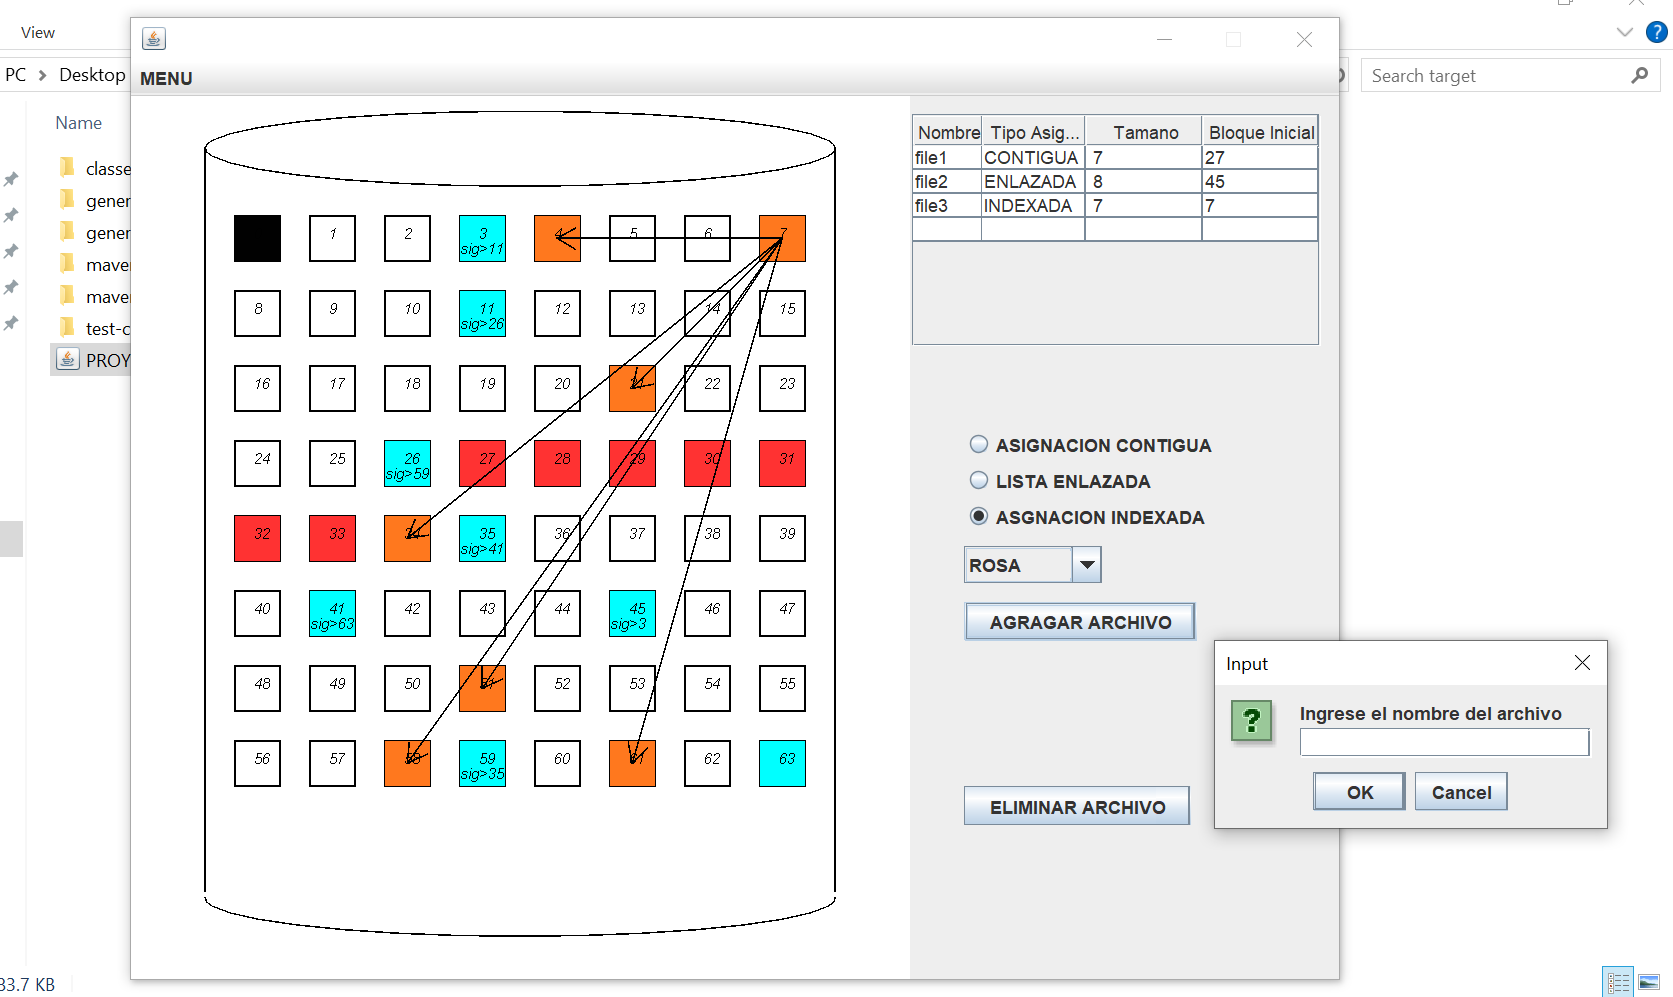 View
?
PC > Desktop
Search target
MENU
Name
classe
gener
gener
maver
maver
test-c
PROY
Nombre Tipo Asig... Tamano Bloque Inicial
file1 CONTIGUA 7 27
file2 ENLAZADA 8 45
file3 INDEXADA 7 7
1 2 3 4 5 6 7
sig>11
8 9 10 11 12 13 14 15
sig>26
16 17 18 19 20 21 22 23
24 25 26 27 28 29 30 31
sig>59
32 33 34 35 36 37 38 39
sig>41
40 41 42 43 44 45 46 47
sig>63 sig>3
48 49 50 51 52 53 54 55
56 57 58 59 60 61 62 63
sig>35
ASIGNACION CONTIGUA
LISTA ENLAZADA
ASGNACION INDEXADA
ROSA
AGRAGAR ARCHIVO
ELIMINAR ARCHIVO
Input
?
Ingrese el nombre del archivo
OK Cancel
33.7 KB